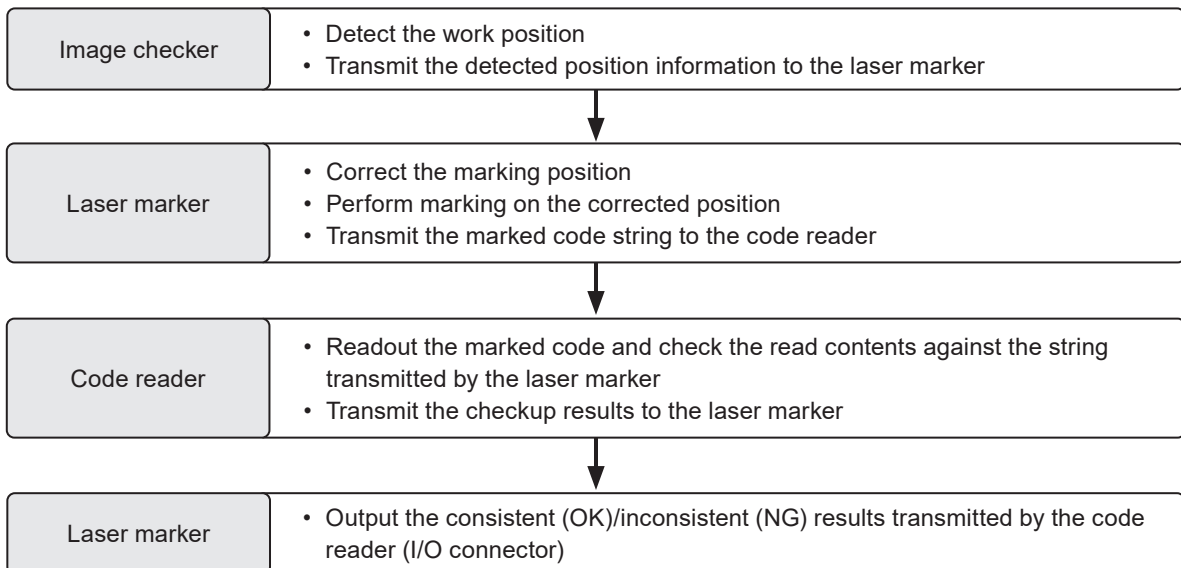 Image checker
• Detect the work position
• Transmit the detected position information to the laser marker
Laser marker
• Correct the marking position
• Perform marking on the corrected position
• Transmit the marked code string to the code reader
Code reader
• Readout the marked code and check the read contents against the string
transmitted by the laser marker
• Transmit the checkup results to the laser marker
Laser marker
• Output the consistent (OK)/inconsistent (NG) results transmitted by the code
reader (I/O connector)